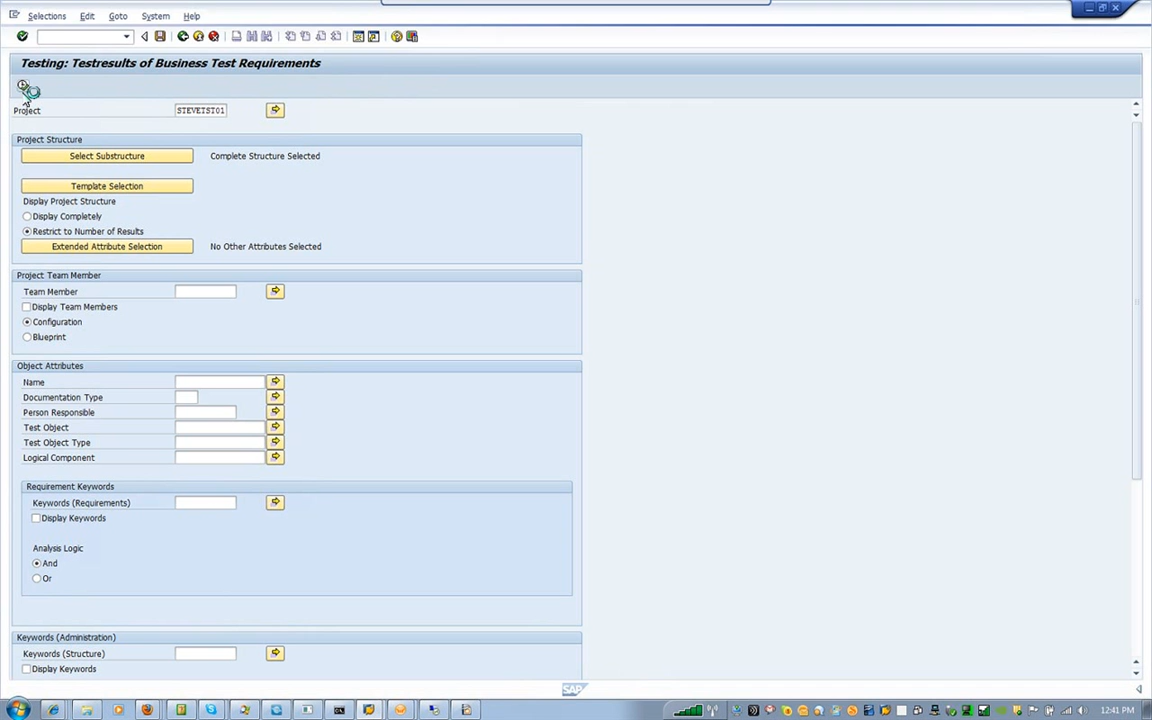 Selections Edit Goto System Help
Testing: Testresults of Business Test Requirements
Project STEVETST01
Project Structure
Select Substructure Complete Structure Selected
Template Selection
Display Project Structure
Display Completely
Restrict to Number of Results
Extended Attribute Selection No Other Attributes Selected
Project Team Member
Team Member
Display Team Members
Configuration
Blueprint
Object Attributes
Name
Documentation Type
Person Responsible
Test Object
Test Object Type
Logical Component
Requirement Keywords
Keywords (Requirements)
Display Keywords
Analysis Logic
And
Or
Keywords (Administration)
Keywords (Structure)
Display Keywords
SAP
12:41 PM